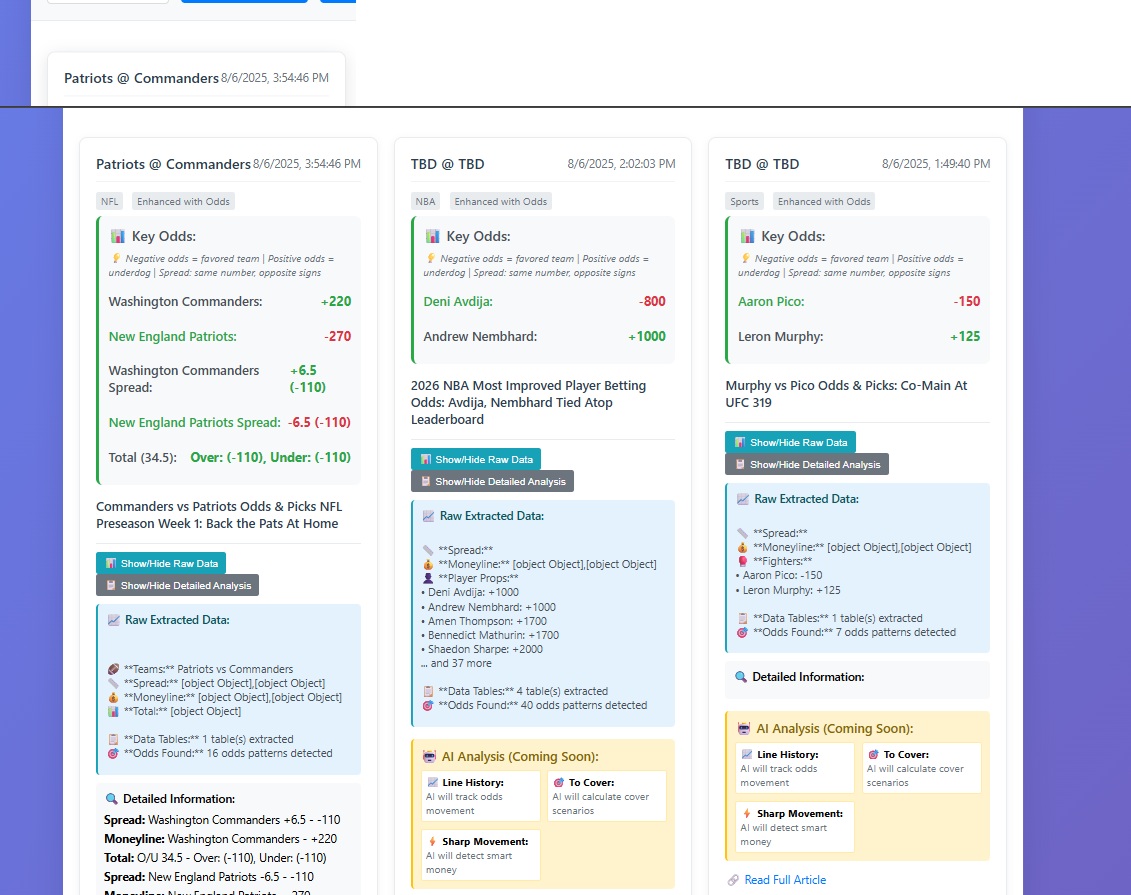 Patriots @ Commanders 8/6/2025, 3:54:46 PM
Patriots @ Commanders 8/6/2025, 3:54:46 PM
NFL Enhanced with Odds
📊 Key Odds:
💡 Negative odds = favored team | Positive odds =
underdog | Spread: same number, opposite signs
Washington Commanders: +220
New England Patriots: -270
Washington Commanders +6.5
Spread: (-110)
New England Patriots Spread: -6.5 (-110)
Total (34.5): Over: (-110), Under: (-110)
Commanders vs Patriots Odds & Picks NFL
Preseason Week 1: Back the Pats At Home
📊 Show/Hide Raw Data
📋 Show/Hide Detailed Analysis
📈 Raw Extracted Data:
🏈 **Teams:** Patriots vs Commanders
📏 **Spread:** [object Object],[object Object]
💰 **Moneyline:** [object Object],[object Object]
📊 **Total:** [object Object]
📋 **Data Tables:** 1 table(s) extracted
🎯 **Odds Found:** 16 odds patterns detected
🔍 Detailed Information:
Spread: Washington Commanders +6.5 - -110
Moneyline: Washington Commanders - +220
Total: O/U 34.5 - Over: (-110), Under: (-110)
Spread: New England Patriots -6.5 - -110
Moneyline: New England Patriots - -270
TBD @ TBD 8/6/2025, 2:02:03 PM
NBA Enhanced with Odds
📊 Key Odds:
💡 Negative odds = favored team | Positive odds =
underdog | Spread: same number, opposite signs
Deni Avdija: -800
Andrew Nembhard: +1000
2026 NBA Most Improved Player Betting
Odds: Avdija, Nembhard Tied Atop
Leaderboard
📊 Show/Hide Raw Data
📋 Show/Hide Detailed Analysis
📈 Raw Extracted Data:
📏 **Spread:**
💰 **Moneyline:** [object Object],[object Object]
👤 **Player Props:**
• Deni Avdija: +1000
• Andrew Nembhard: +1000
• Amen Thompson: +1700
• Bennedict Mathurin: +1700
• Shaedon Sharpe: +2000
... and 37 more
📋 **Data Tables:** 4 table(s) extracted
🎯 **Odds Found:** 40 odds patterns detected
🤖 AI Analysis (Coming Soon):
📈 Line History:
AI will track odds
movement
🎯 To Cover:
AI will calculate cover
scenarios
⚡ Sharp Movement:
AI will detect smart
money
TBD @ TBD 8/6/2025, 1:49:40 PM
Sports Enhanced with Odds
📊 Key Odds:
💡 Negative odds = favored team | Positive odds =
underdog | Spread: same number, opposite signs
Aaron Pico: -150
Leron Murphy: +125
Murphy vs Pico Odds & Picks: Co-Main At
UFC 319
📊 Show/Hide Raw Data
📋 Show/Hide Detailed Analysis
📈 Raw Extracted Data:
📏 **Spread:**
💰 **Moneyline:** [object Object],[object Object]
🥊 **Fighters:**
• Aaron Pico: -150
• Leron Murphy: +125
📋 **Data Tables:** 1 table(s) extracted
🎯 **Odds Found:** 7 odds patterns detected
🔍 Detailed Information:
🤖 AI Analysis (Coming Soon):
📈 Line History:
AI will track odds
movement
🎯 To Cover:
AI will calculate cover
scenarios
⚡ Sharp Movement:
AI will detect smart
money
🔗 Read Full Article